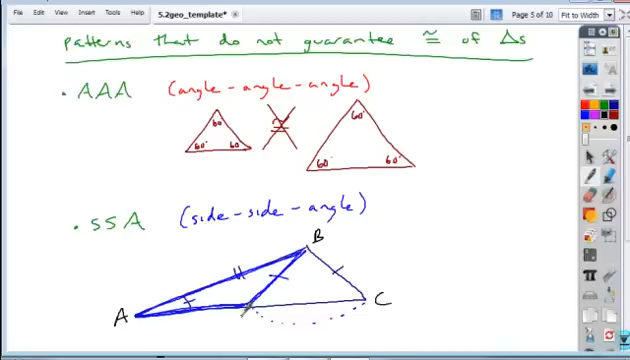 File Edit View Insert Tools Help
5.2geo_template*
Page 5 of 10
Fit to Width
patterns that do not guarantee ≅ of Δs
• AAA (angle-angle-angle)
60°
60° 60°
≅
60°
60° 60°
• SSA (side-side-angle)
B
A
C